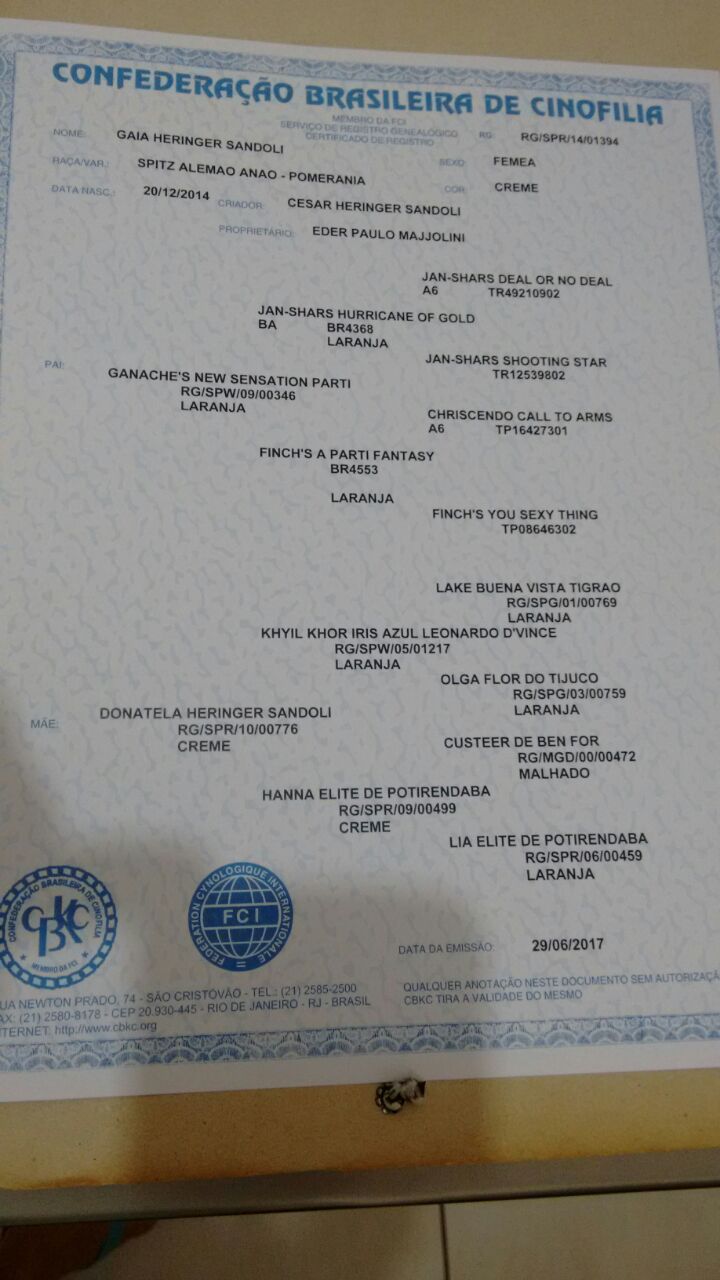 CONFEDERAÇÃO BRASILEIRA DE CINOFILIA
MEMBRO DA FCI
SERVIÇO DE REGISTRO GENEALÓGICO
CERTIFICADO DE REGISTRO
RG: RG/SPR/14/01394
NOME: GAIA HERINGER SANDOLI
SEXO: FEMEA
RAÇA/VAR.: SPITZ ALEMAO ANAO - POMERANIA
COR: CREME
DATA NASC.: 20/12/2014 CRIADOR: CESAR HERINGER SANDOLI
PROPRIETÁRIO: EDER PAULO MAJJOLINI
JAN-SHARS DEAL OR NO DEAL
A6 TR49210902
JAN-SHARS HURRICANE OF GOLD
BA BR4368
LARANJA
JAN-SHARS SHOOTING STAR
TR12539802
PAI: GANACHE'S NEW SENSATION PARTI
RG/SPW/09/00346
LARANJA
CHRISCENDO CALL TO ARMS
A6 TP16427301
FINCH'S A PARTI FANTASY
BR4553
LARANJA
FINCH'S YOU SEXY THING
TP08646302
LAKE BUENA VISTA TIGRAO
RG/SPG/01/00769
LARANJA
KHYIL KHOR IRIS AZUL LEONARDO D'VINCE
RG/SPW/05/01217
LARANJA
OLGA FLOR DO TIJUCO
RG/SPG/03/00759
LARANJA
MÃE: DONATELA HERINGER SANDOLI
RG/SPR/10/00776
CREME
CUSTEER DE BEN FOR
RG/MGD/00/00472
MALHADO
HANNA ELITE DE POTIRENDABA
RG/SPR/09/00499
CREME
LIA ELITE DE POTIRENDABA
RG/SPR/06/00459
LARANJA
CONFEDERAÇÃO BRASILEIRA DE CINOFILIA
CBKC
MEMBRO DA FCI
FEDERATION CYNOLOGIQUE INTERNATIONALE
FCI
DATA DA EMISSÃO: 29/06/2017
UA NEWTON PRADO, 74 - SÃO CRISTÓVÃO - TEL.: (21) 2585-2500
AX: (21) 2580-8178 - CEP 20.930-445 - RIO DE JANEIRO - RJ - BRASIL
NTERNET: http://www.cbkc.org
QUALQUER ANOTAÇÃO NESTE DOCUMENTO SEM AUTORIZAÇÃ
CBKC TIRA A VALIDADE DO MESMO